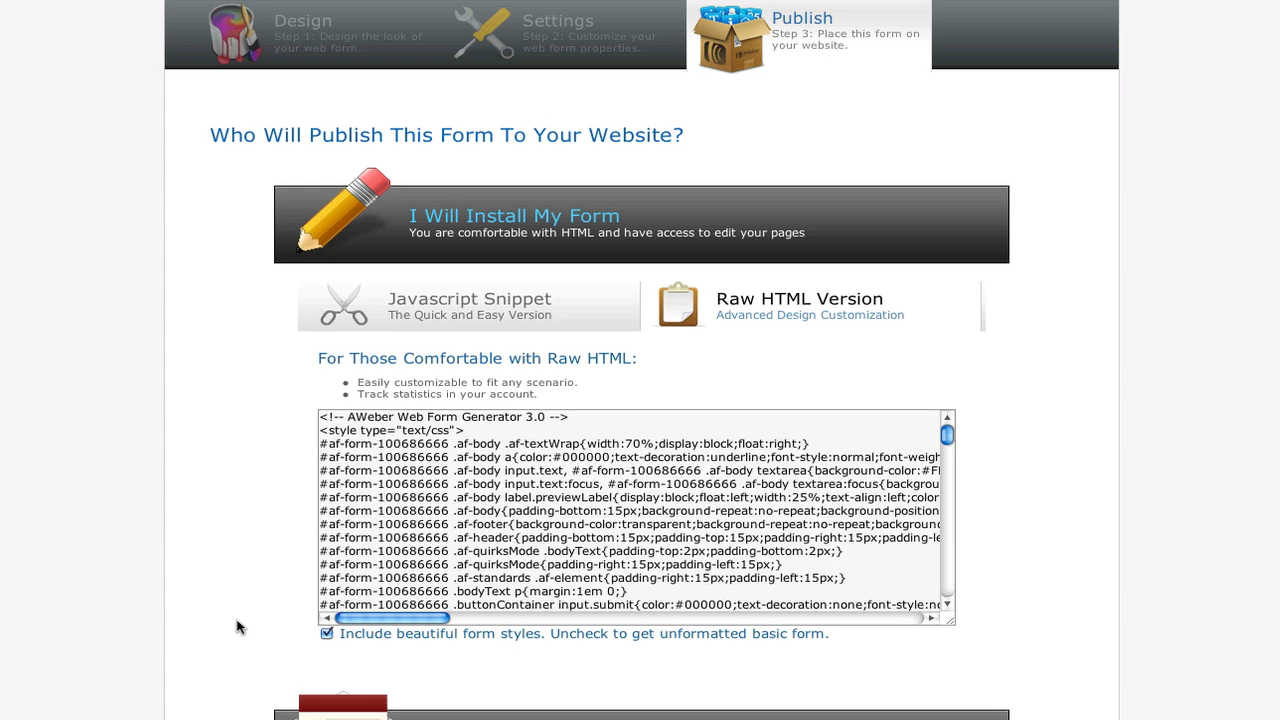 Design
Step 1: Design the look of
your web form.
Settings
Step 2: Customize your
web form properties.
Publish
Step 3: Place this form on
your website.
Who Will Publish This Form To Your Website?
I Will Install My Form
You are comfortable with HTML and have access to edit your pages
Javascript Snippet
The Quick and Easy Version
Raw HTML Version
Advanced Design Customization
For Those Comfortable with Raw HTML:
Easily customizable to fit any scenario.
Track statistics in your account.
<!-- AWeber Web Form Generator 3.0 -->
<style type="text/css">
#af-form-100686666 .af-body .af-textWrap{width:70%;display:block;float:right;}
#af-form-100686666 .af-body a{color:#000000;text-decoration:underline;font-style:normal;font-weigh
#af-form-100686666 .af-body input.text, #af-form-100686666 .af-body textarea{background-color:#F
#af-form-100686666 .af-body input.text:focus, #af-form-100686666 .af-body textarea:focus{backgrou
#af-form-100686666 .af-body label.previewLabel{display:block;float:left;width:25%;text-align:left;color
#af-form-100686666 .af-body{padding-bottom:15px;background-repeat:no-repeat;background-position
#af-form-100686666 .af-footer{background-color:transparent;background-repeat:no-repeat;background
#af-form-100686666 .af-header{padding-bottom:15px;padding-top:15px;padding-right:15px;padding-le
#af-form-100686666 .af-quirksMode .bodyText{padding-top:2px;padding-bottom:2px;}
#af-form-100686666 .af-quirksMode{padding-right:15px;padding-left:15px;}
#af-form-100686666 .af-standards .af-element{padding-right:15px;padding-left:15px;}
#af-form-100686666 .bodyText p{margin:1em 0;}
#af-form-100686666 .buttonContainer input.submit{color:#000000;text-decoration:none;font-style:no
Include beautiful form styles. Uncheck to get unformatted basic form.